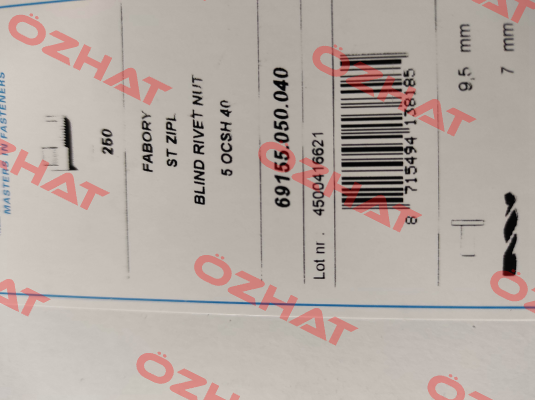 MASTERS IN FASTENERS
250
FABORY
ST ZIPL
BLIND RIVET NUT
5 OCSH 40
69155.050.040
Lot nr. 4500416621
8 715494 138185
9,5 mm
7 mm
ÖZHAT
ÖZHAT
ÖZHAT
ÖZHAT
ÖZHAT
ÖZHAT